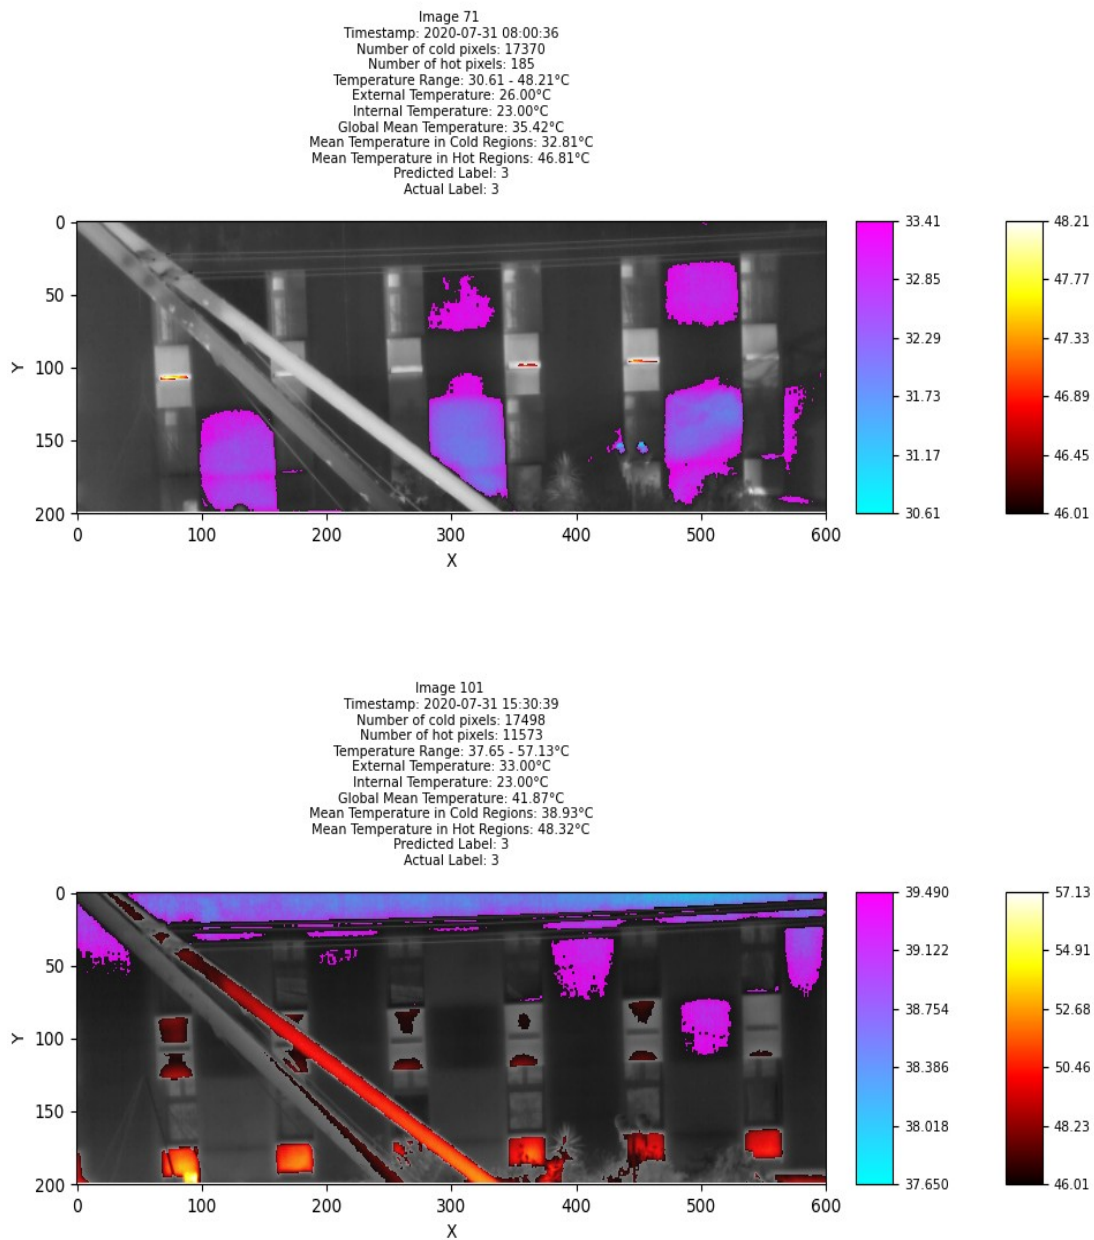 Image 71
Timestamp: 2020-07-31 08:00:36
Number of cold pixels: 17370
Number of hot pixels: 185
Temperature Range: 30.61 - 48.21°C
External Temperature: 26.00°C
Internal Temperature: 23.00°C
Global Mean Temperature: 35.42°C
Mean Temperature in Cold Regions: 32.81°C
Mean Temperature in Hot Regions: 46.81°C
Predicted Label: 3
Actual Label: 3
0
50
100
150
200
Y
0 100 200 300 400 500 600
X
33.41
32.85
32.29
31.73
31.17
30.61
48.21
47.77
47.33
46.89
46.45
46.01
Image 101
Timestamp: 2020-07-31 15:30:39
Number of cold pixels: 17498
Number of hot pixels: 11573
Temperature Range: 37.65 - 57.13°C
External Temperature: 33.00°C
Internal Temperature: 23.00°C
Global Mean Temperature: 41.87°C
Mean Temperature in Cold Regions: 38.93°C
Mean Temperature in Hot Regions: 48.32°C
Predicted Label: 3
Actual Label: 3
0
50
100
150
200
Y
0 100 200 300 400 500 600
X
39.490
39.122
38.754
38.386
38.018
37.650
57.13
54.91
52.68
50.46
48.23
46.01